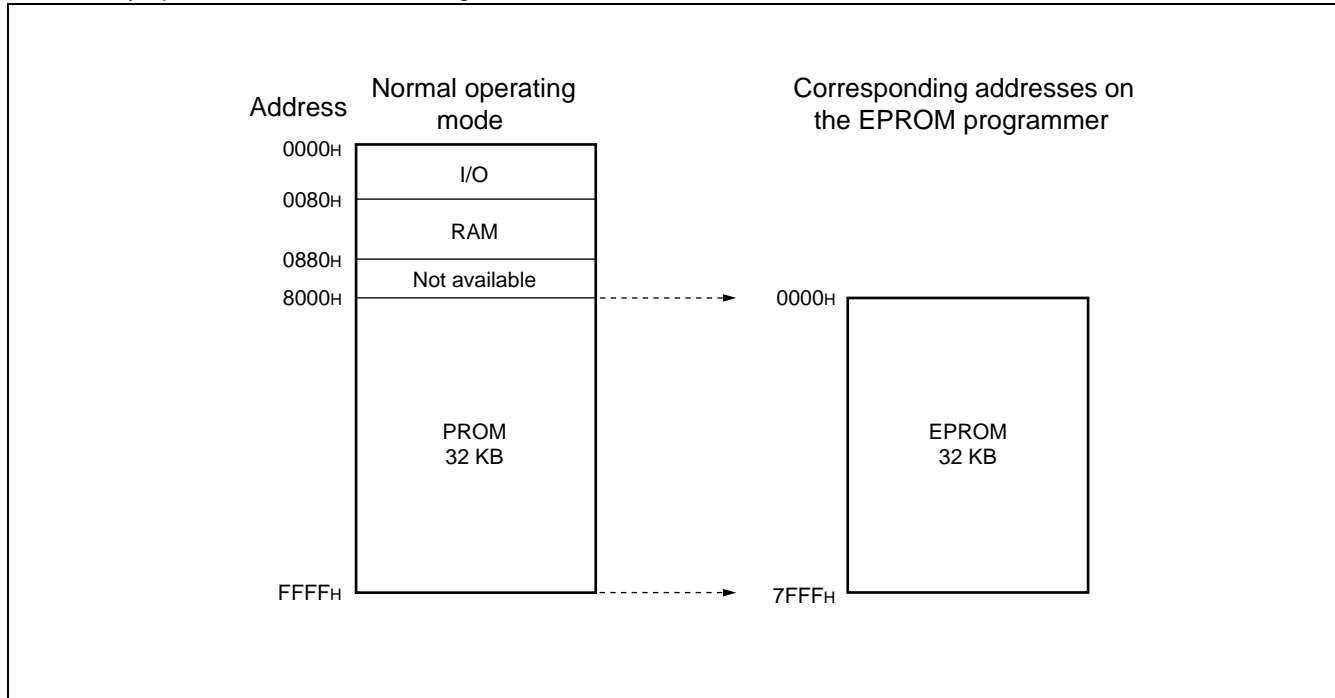 Address
Normal operating
mode
Corresponding addresses on
the EPROM programmer
0000H
I/O
0080H
RAM
0880H
Not available
8000H
0000H
PROM
32 KB
EPROM
32 KB
FFFFH
7FFFH